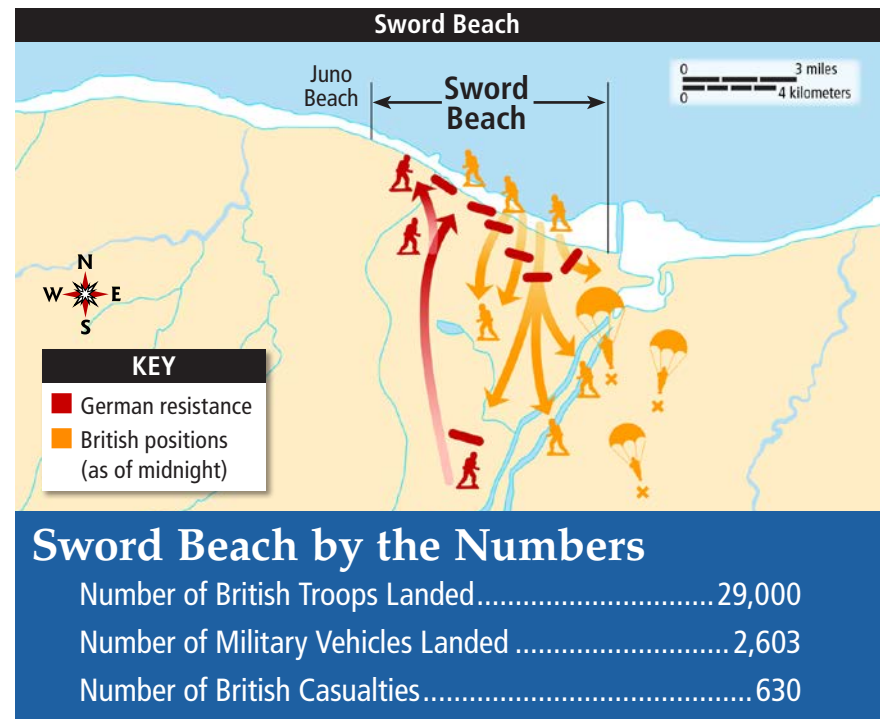 Sword Beach
Juno
Beach
Sword
Beach
0 3 miles
0 4 kilometers
N
W E
S
KEY
German resistance
British positions
(as of midnight)
Sword Beach by the Numbers
Number of British Troops Landed..............................29,000
Number of Military Vehicles Landed ...........................2,603
Number of British Casualties..........................................630